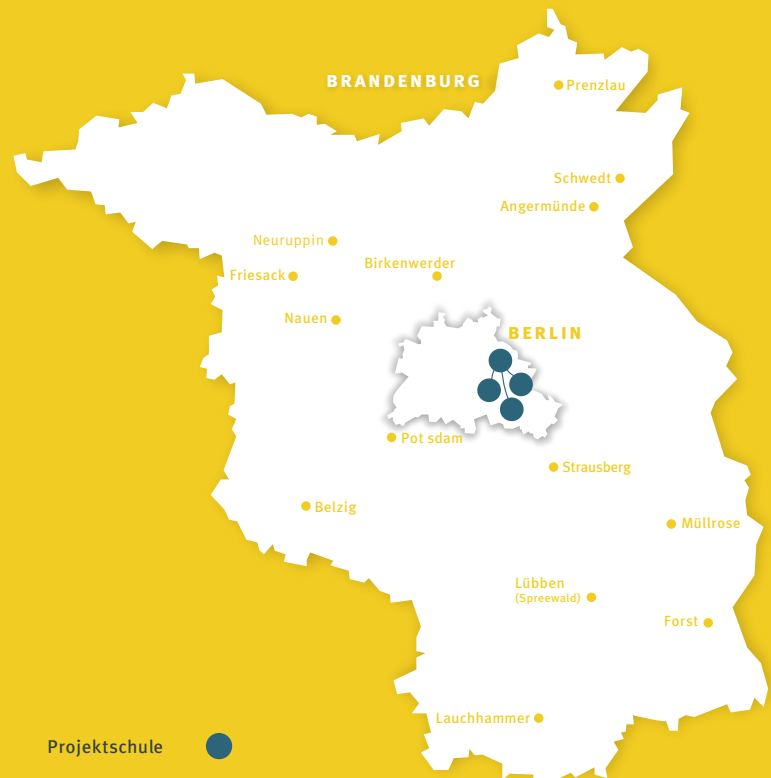 BRANDENBURG
Prenzlau
Schwedt
Angermünde
Neuruppin
Birkenwerder
Friesack
Nauen
BERLIN
Pot sdam
Strausberg
Belzig
Müllrose
Lübben
(Spreewald)
Forst
Lauchhammer
Projektschule